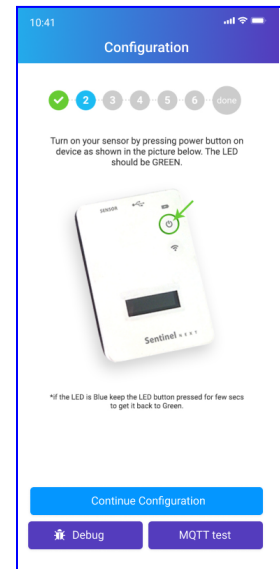 10:41
Configuration
2 3 4 5 6 done
Turn on your sensor by pressing power button on
device as shown in the picture below. The LED
should be GREEN.
SENSOR
Sentinel
*if the LED is Blue keep the LED button pressed for few secs
to get it back to Green.
Continue Configuration
Debug MQTT test